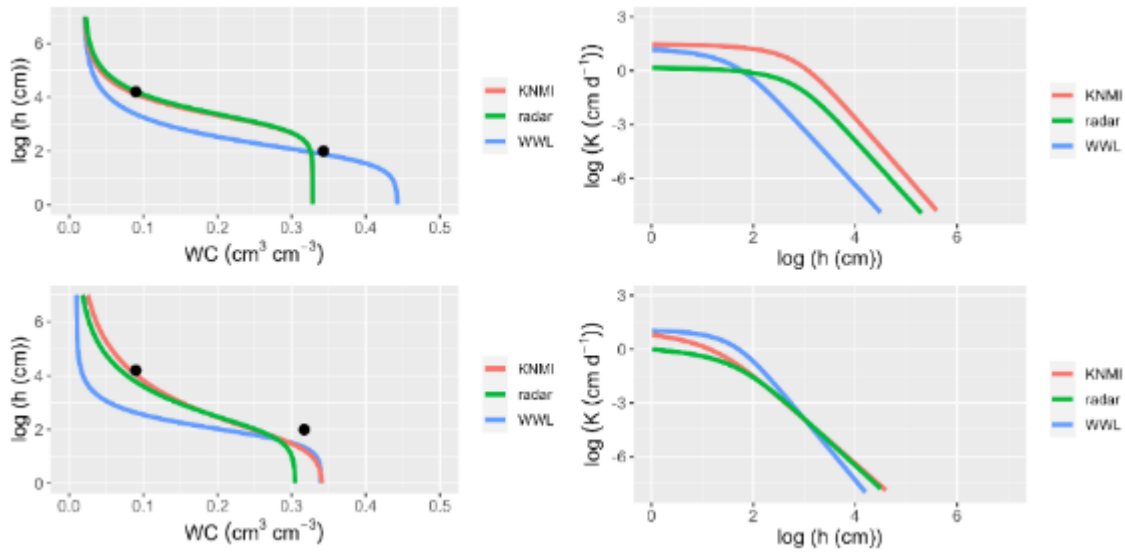 log (h (cm))
6
4
2
0
0.0 0.1 0.2 0.3 0.4 0.5
WC (cm³ cm⁻³)
KNMI
radar
WWL
log (K (cm d⁻¹))
3
0
-3
-6
0 2 4 6
log (h (cm))
KNMI
radar
WWL
log (h (cm))
6
4
2
0
0.0 0.1 0.2 0.3 0.4 0.5
WC (cm³ cm⁻³)
KNMI
radar
WWL
log (K (cm d⁻¹))
3
0
-3
-6
0 2 4 6
log (h (cm))
KNMI
radar
WWL